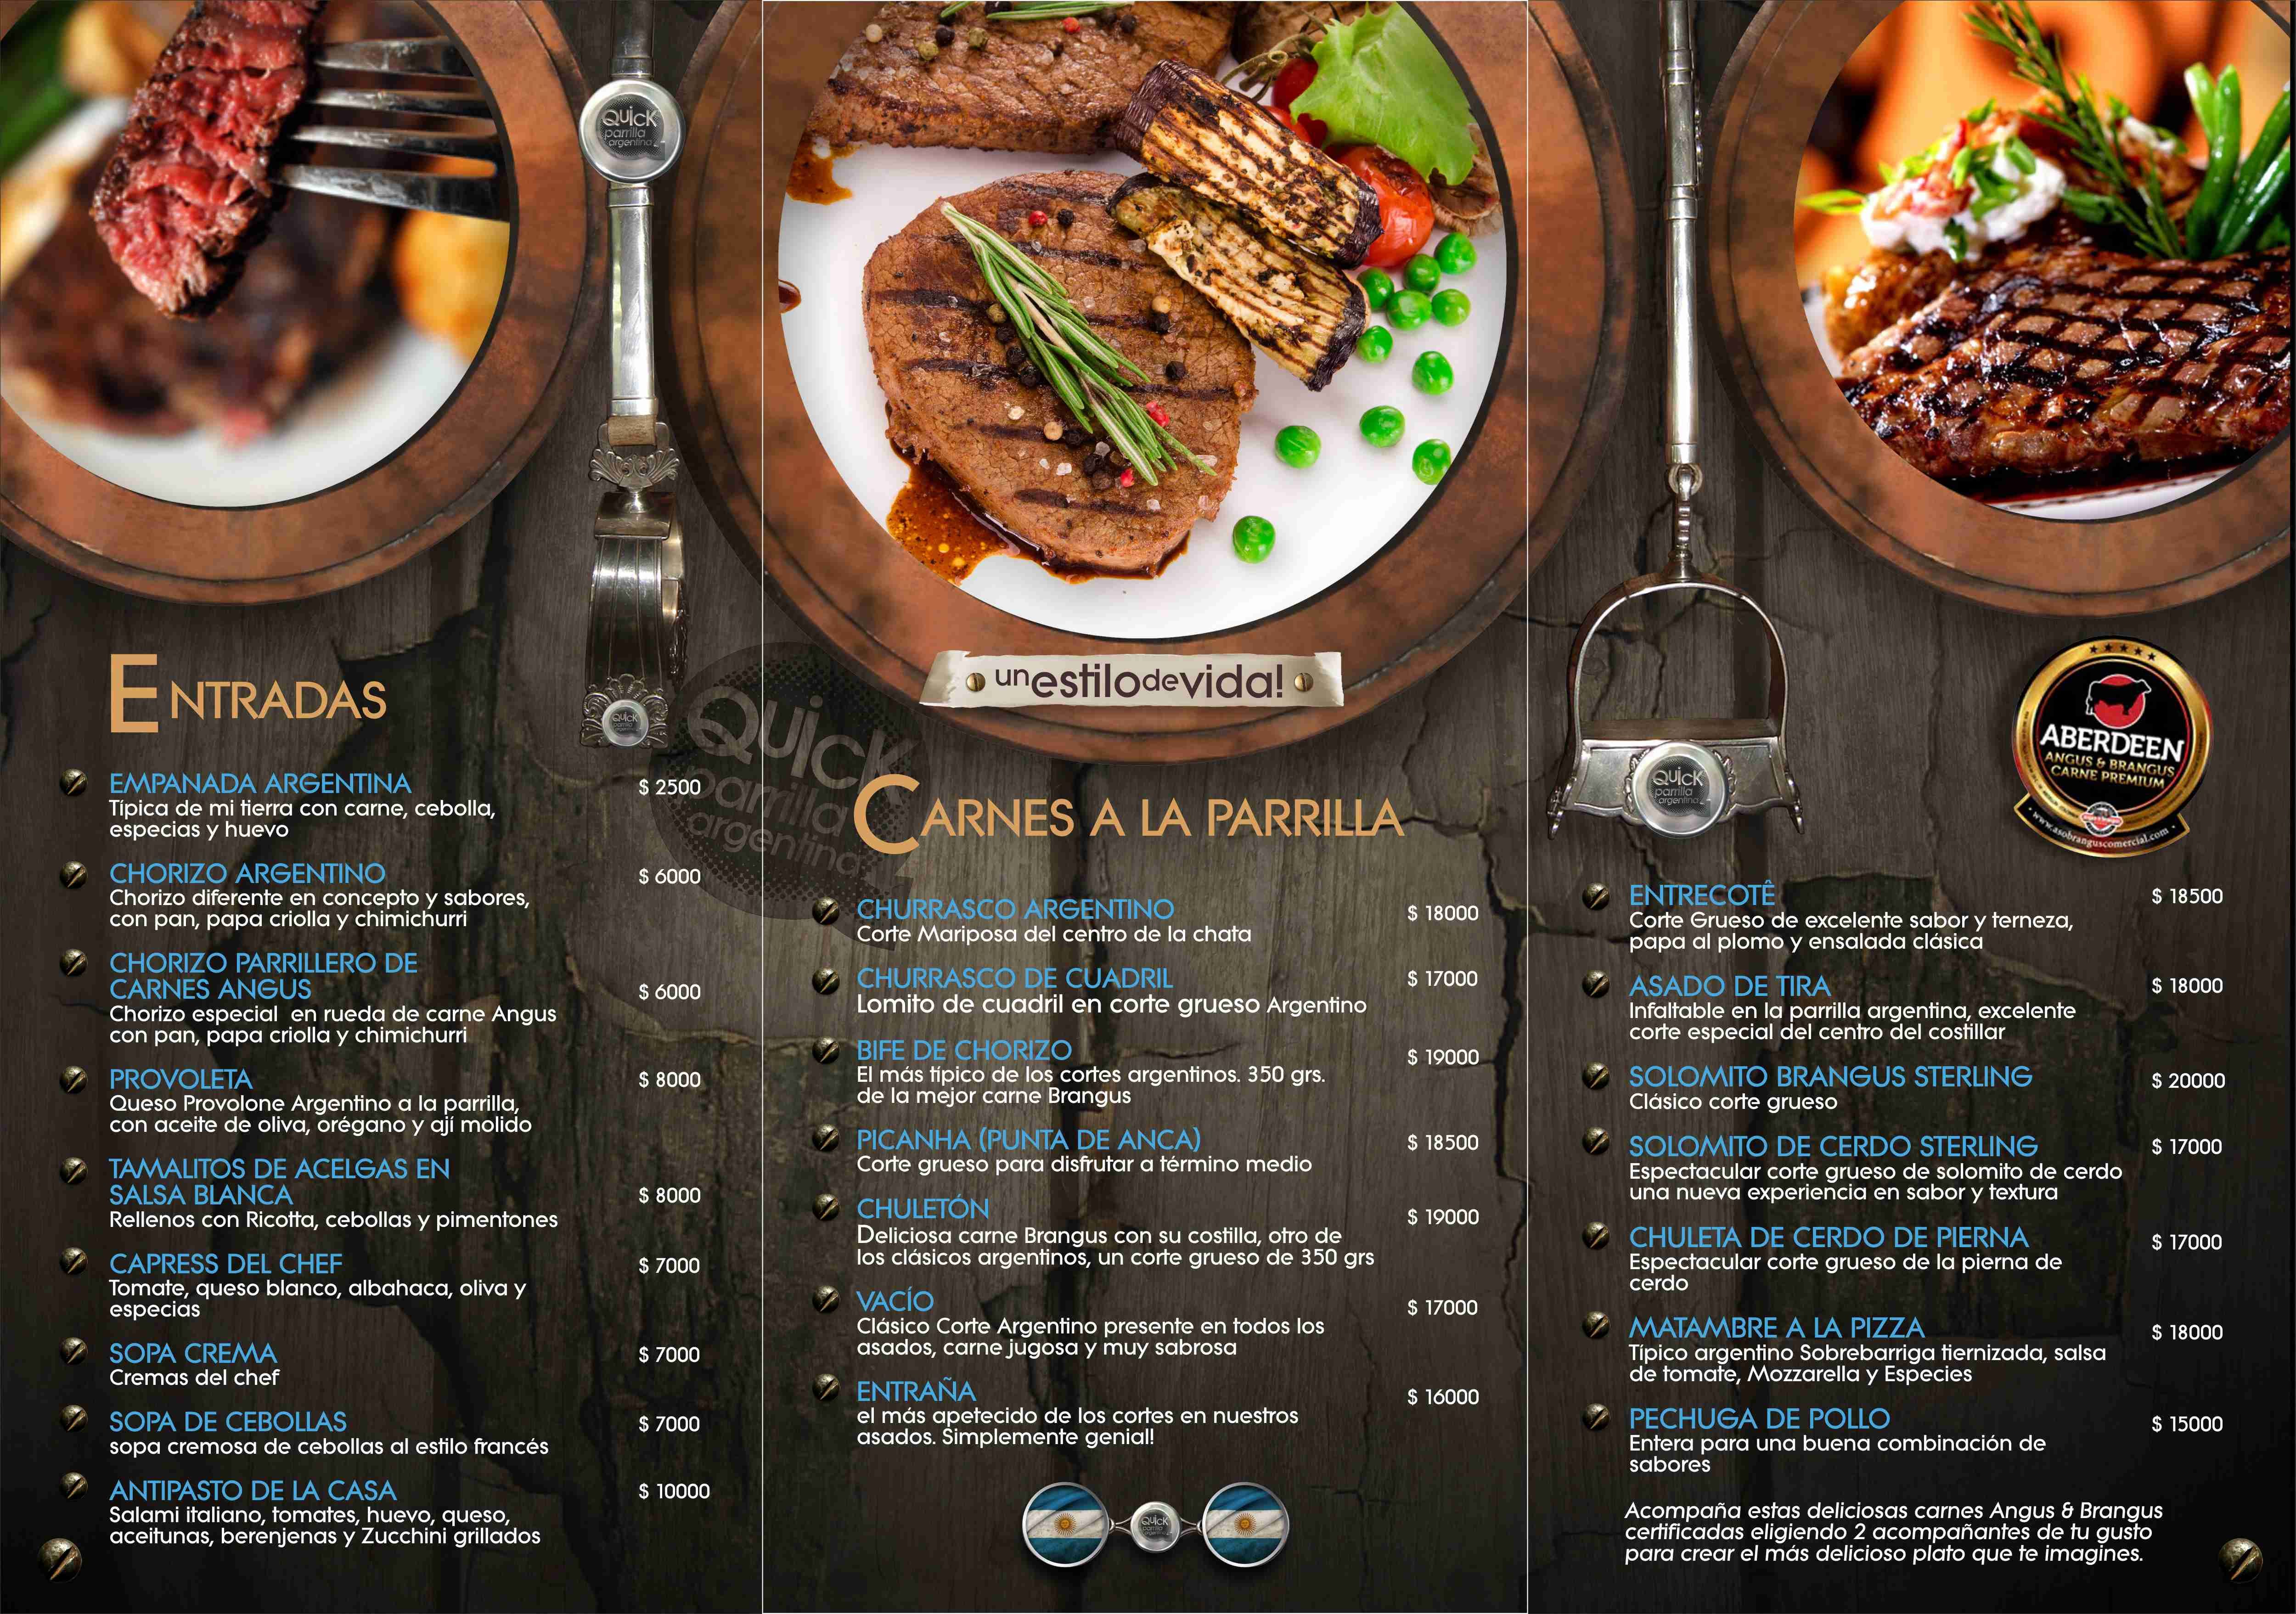 QUICK
parrilla
argentina
unestilodevida!
ENTRADAS
EMPANADA ARGENTINA $ 2500
Típica de mi tierra con carne, cebolla,
especias y huevo
CHORIZO ARGENTINO $ 6000
Chorizo diferente en concepto y sabores,
con pan, papa criolla y chimichurri
CHORIZO PARRILLERO DE
CARNES ANGUS $ 6000
Chorizo especial en rueda de carne Angus
con pan, papa criolla y chimichurri
PROVOLETA $ 8000
Queso Provolone Argentino a la parrilla,
con aceite de oliva, orégano y ají molido
TAMALITOS DE ACELGAS EN
SALSA BLANCA $ 8000
Rellenos con Ricotta, cebollas y pimentones
CAPRESS DEL CHEF $ 7000
Tomate, queso blanco, albahaca, oliva y
especias
SOPA CREMA $ 7000
Cremas del chef
SOPA DE CEBOLLAS $ 7000
sopa cremosa de cebollas al estilo francés
ANTIPASTO DE LA CASA $ 10000
Salami italiano, tomates, huevo, queso,
aceitunas, berenjenas y Zucchini grillados
Quick
parrilla
argentina
Quick
parrilla
argentina
CARNES A LA PARRILLA
CHURRASCO ARGENTINO $ 18000
Corte Mariposa del centro de la chata
CHURRASCO DE CUADRIL $ 17000
Lomito de cuadril en corte grueso Argentino
BIFE DE CHORIZO $ 19000
El más típico de los cortes argentinos. 350 grs.
de la mejor carne Brangus
PICANHA (PUNTA DE ANCA) $ 18500
Corte grueso para disfrutar a término medio
CHULETÓN $ 19000
Deliciosa carne Brangus con su costilla, otro de
los clásicos argentinos, un corte grueso de 350 grs
VACÍO $ 17000
Clásico Corte Argentino presente en todos los
asados, carne jugosa y muy sabrosa
ENTRAÑA $ 16000
el más apetecido de los cortes en nuestros
asados. Simplemente genial!
Quick
parrilla
argentina
Quick
parrilla
argentina
ABERDEEN
ANGUS & BRANGUS
CARNE PREMIUM
www.asobranguscomercial.com
ENTRECOTÊ $ 18500
Corte Grueso de excelente sabor y terneza,
papa al plomo y ensalada clásica
ASADO DE TIRA $ 18000
Infaltable en la parrilla argentina, excelente
corte especial del centro del costillar
SOLOMITO BRANGUS STERLING $ 20000
Clásico corte grueso
SOLOMITO DE CERDO STERLING $ 17000
Espectacular corte grueso de solomito de cerdo
una nueva experiencia en sabor y textura
CHULETA DE CERDO DE PIERNA $ 17000
Espectacular corte grueso de la pierna de
cerdo
MATAMBRE A LA PIZZA $ 18000
Típico argentino Sobrebarriga tiernizada, salsa
de tomate, Mozzarella y Especies
PECHUGA DE POLLO $ 15000
Entera para una buena combinación de
sabores
Acompaña estas deliciosas carnes Angus & Brangus
certificadas eligiendo 2 acompañantes de tu gusto
para crear el más delicioso plato que te imagines.